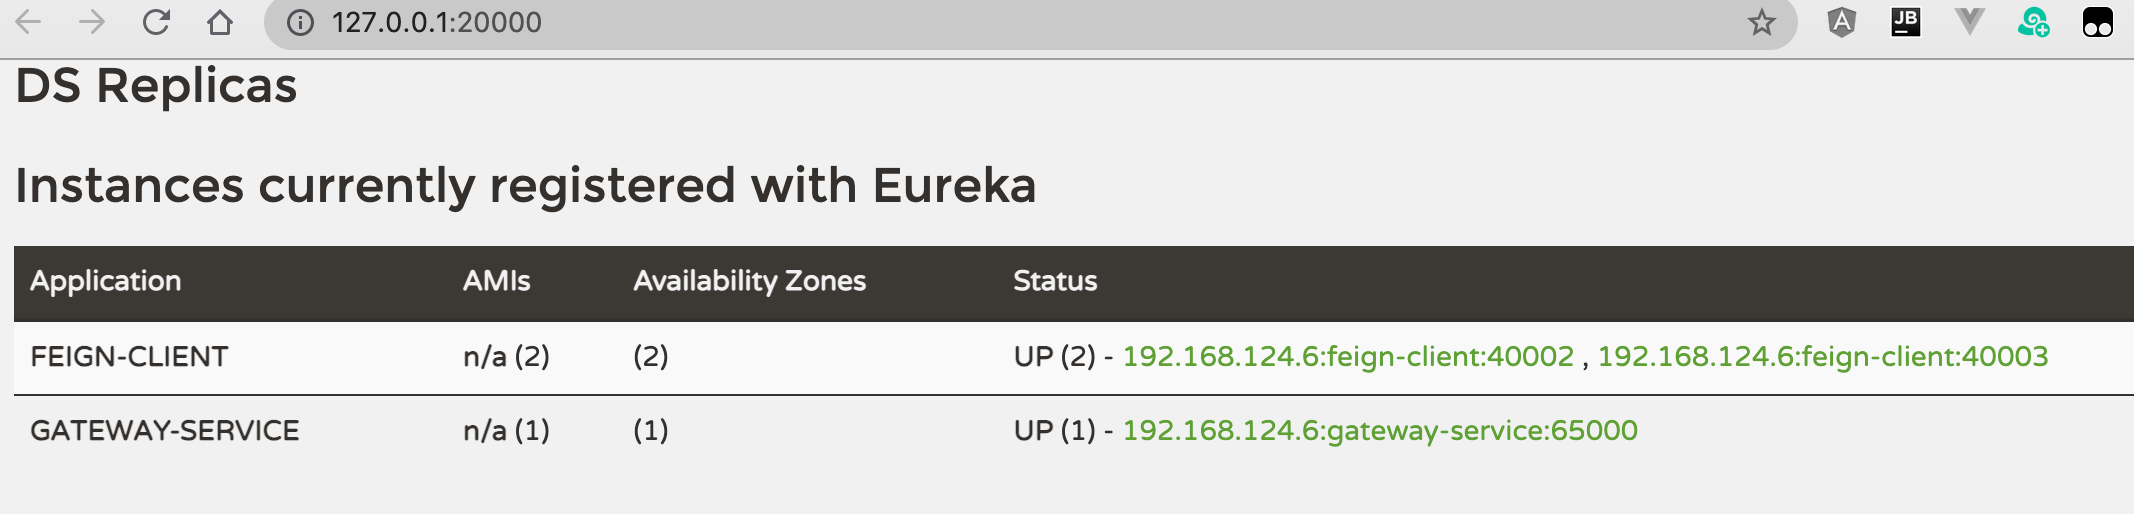 127.0.0.1:20000
JB
DS Replicas
Instances currently registered with Eureka
Application AMIs Availability Zones Status
FEIGN-CLIENT n/a (2) (2) UP (2) - 192.168.124.6:feign-client:40002 , 192.168.124.6:feign-client:40003
GATEWAY-SERVICE n/a (1) (1) UP (1) - 192.168.124.6:gateway-service:65000